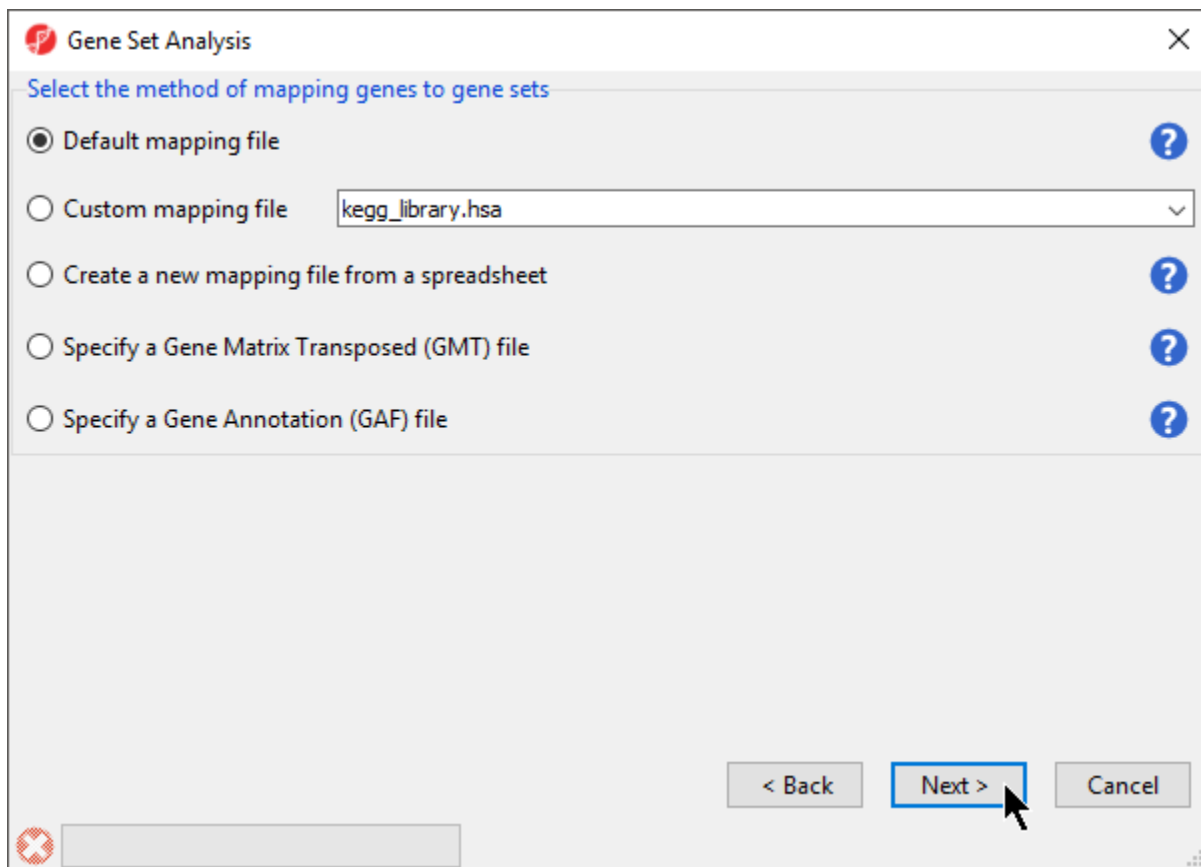 Gene Set Analysis
Select the method of mapping genes to gene sets
Default mapping file
?
Custom mapping file kegg_library.hsa
Create a new mapping file from a spreadsheet
?
Specify a Gene Matrix Transposed (GMT) file
?
Specify a Gene Annotation (GAF) file
?
< Back Next > Cancel